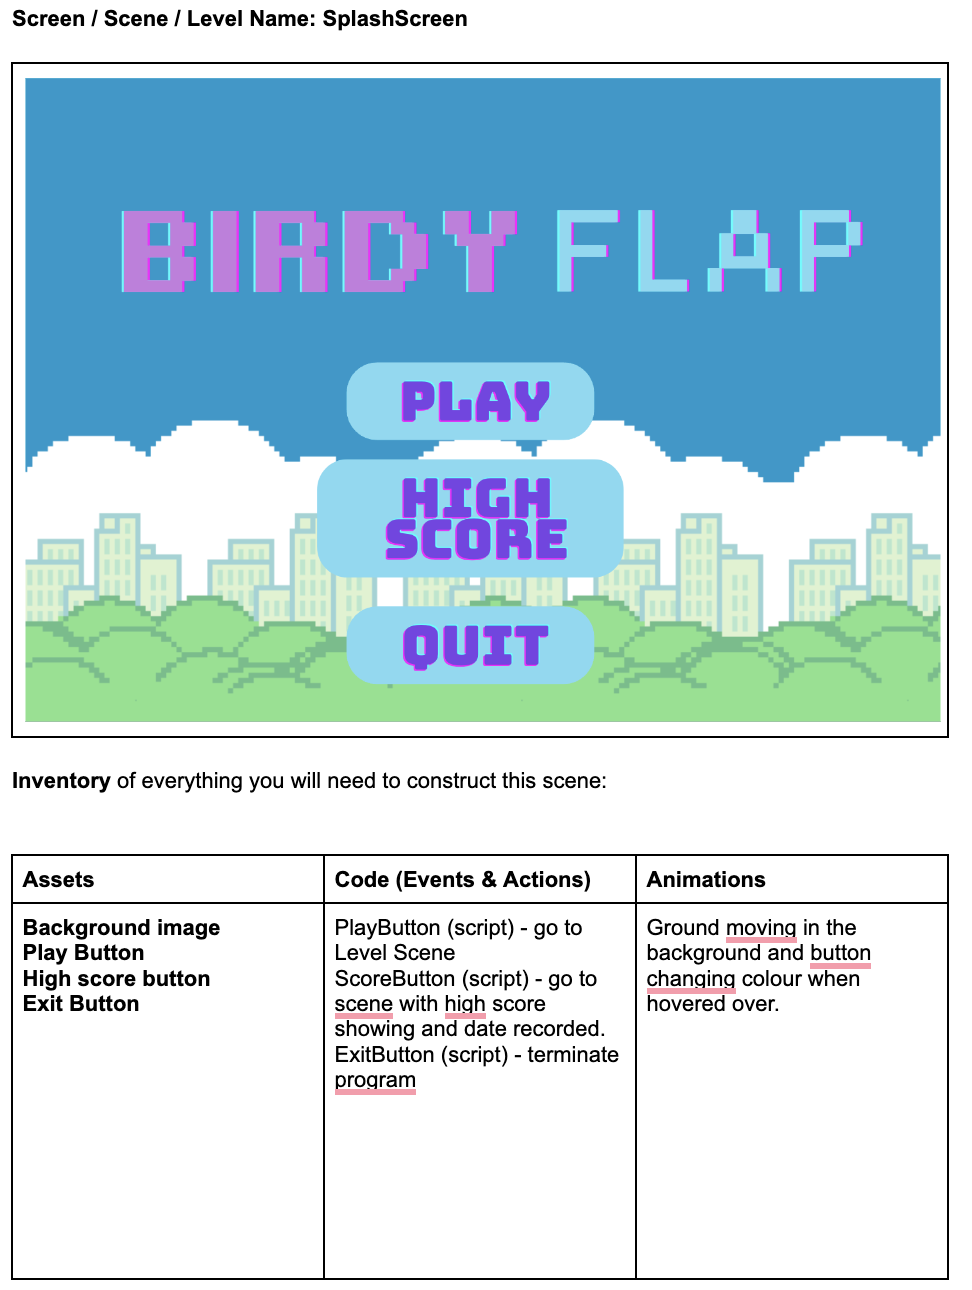 Screen / Scene / Level Name: SplashScreen
BIRDY FLAP
PLAY
HIGH
SCORE
QUIT
Inventory of everything you will need to construct this scene:
Assets
Code (Events & Actions)
Animations
Background image
Play Button
High score button
Exit Button
PlayButton (script) - go to
Level Scene
ScoreButton (script) - go to
scene with high score
showing and date recorded.
ExitButton (script) - terminate
program
Ground moving in the
background and button
changing colour when
hovered over.